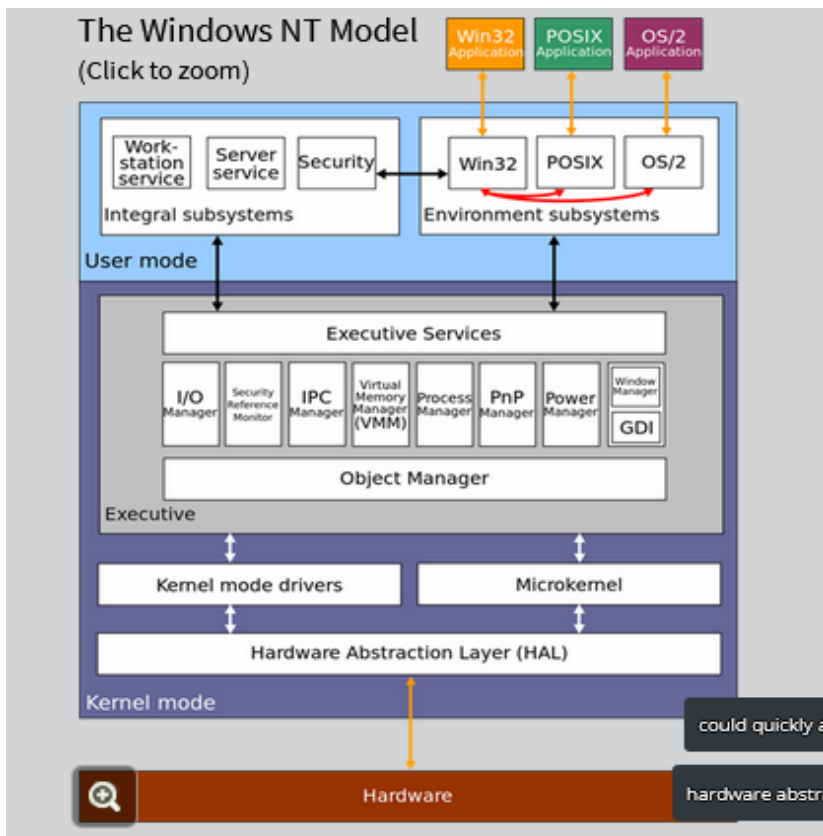 The Windows NT Model
(Click to zoom)
Win32
Application
POSIX
Application
OS/2
Application
Work-
station
service
Server
service
Security
Integral subsystems
Win32
POSIX
OS/2
Environment subsystems
User mode
Executive Services
I/O
Manager
Security
Reference
Monitor
IPC
Manager
Virtual
Memory
Manager
(VMM)
Process
Manager
PnP
Manager
Power
Manager
Window
Manager
GDI
Object Manager
Executive
Kernel mode drivers
Microkernel
Hardware Abstraction Layer (HAL)
Kernel mode
could quickly a
Hardware
hardware abstra